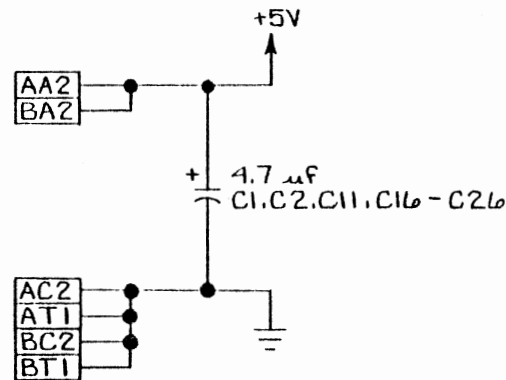 +5V
AA2
BA2
+ 4.7 uf
C1.C2.C11.C16-C26
AC2
AT1
BC2
BT1